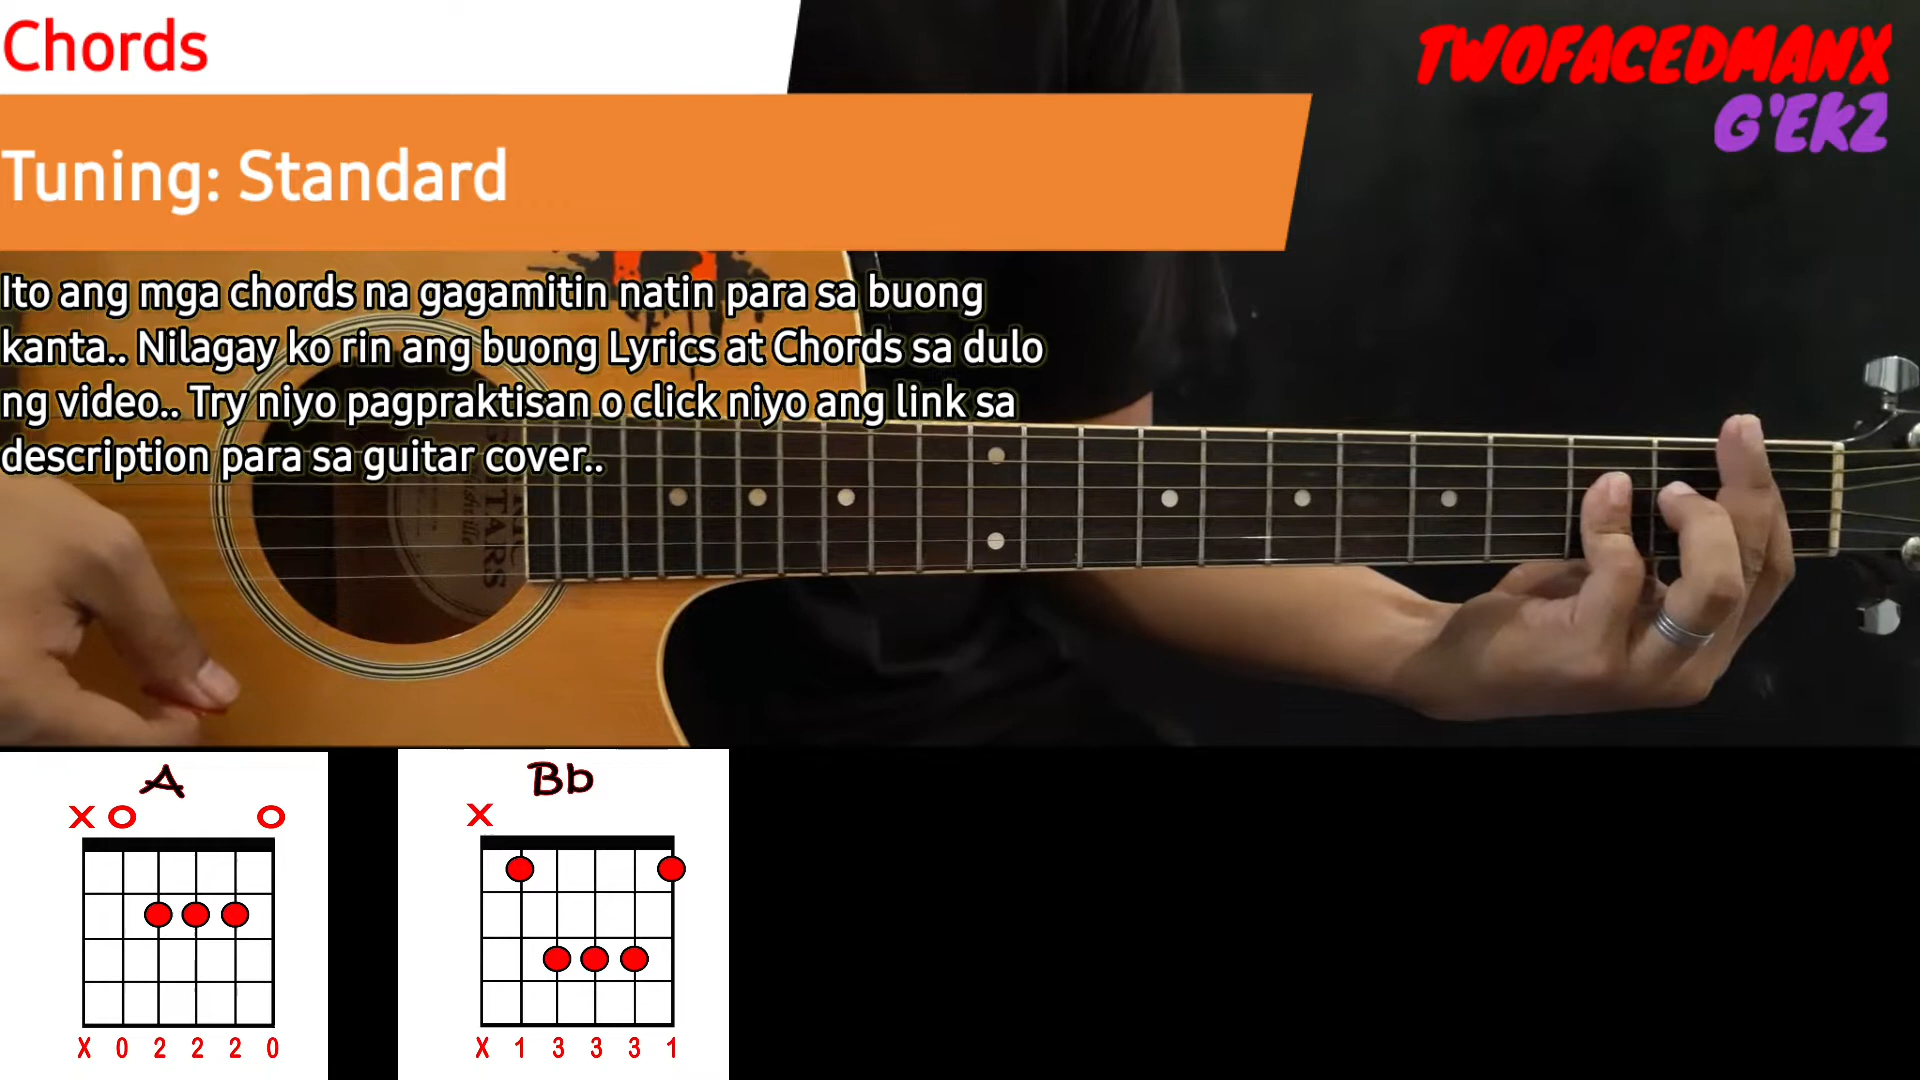 Chords
TWOFACEDMANX
G'EKZ
Tuning: Standard
Ito ang mga chords na gagamitin natin para sa buong
kanta.. Nilagay ko rin ang buong Lyrics at Chords sa dulo
ng video.. Try niyo pagpraktisan o click niyo ang link sa
description para sa guitar cover..
A
X O O
X 0 2 2 2 0
Bb
X
X 1 3 3 3 1